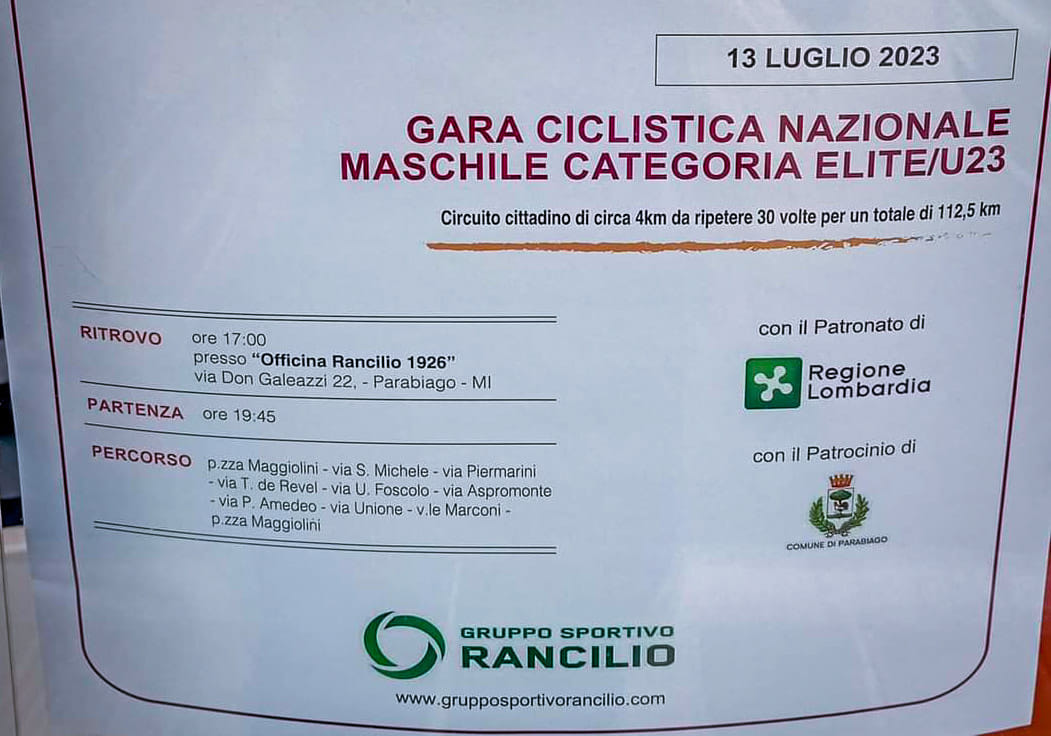 13 LUGLIO 2023
GARA CICLISTICA NAZIONALE
MASCHILE CATEGORIA ELITE/U23
Circuito cittadino di circa 4km da ripetere 30 volte per un totale di 112,5 km
RITROVO ore 17:00
presso “Officina Rancilio 1926”
via Don Galeazzi 22, - Parabiago - MI
PARTENZA ore 19:45
PERCORSO p.zza Maggiolini - via S. Michele - via Piermarini
- via T. de Revel - via U. Foscolo - via Aspromonte
- via P. Amedeo - via Unione - v.le Marconi -
p.zza Maggiolini
con il Patronato di
Regione
Lombardia
con il Patrocinio di
COMUNE DI PARABIAGO
GRUPPO SPORTIVO
RANCILIO
www.grupposportivorancilio.com